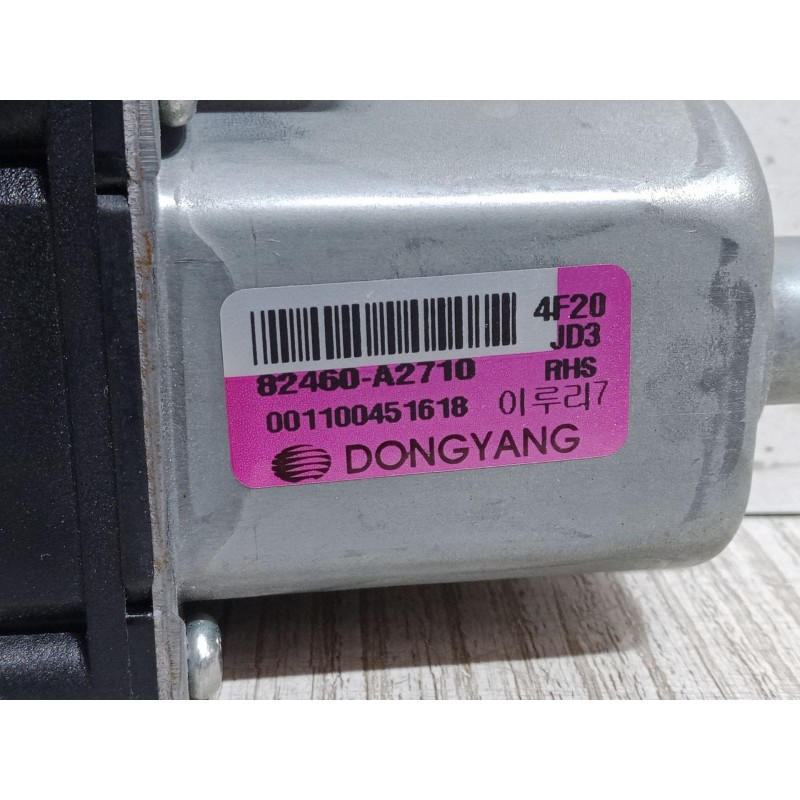 4F20
JD3
82460-A2710 RHS
001100451618 이루리7
DONGYANG